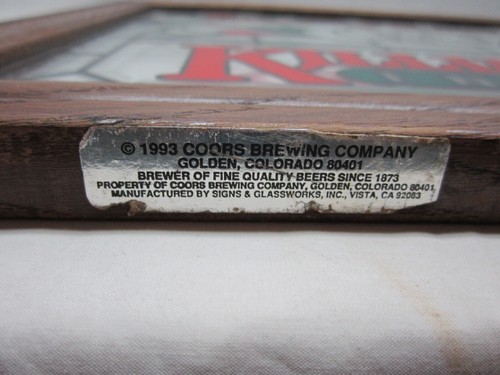 © 1993 COORS BREWING COMPANY
GOLDEN, COLORADO 80401
BREWER OF FINE QUALITY BEERS SINCE 1873
PROPERTY OF COORS BREWING COMPANY, GOLDEN, COLORADO 80401,
MANUFACTURED BY SIGNS & GLASSWORKS, INC., VISTA, CA 92083